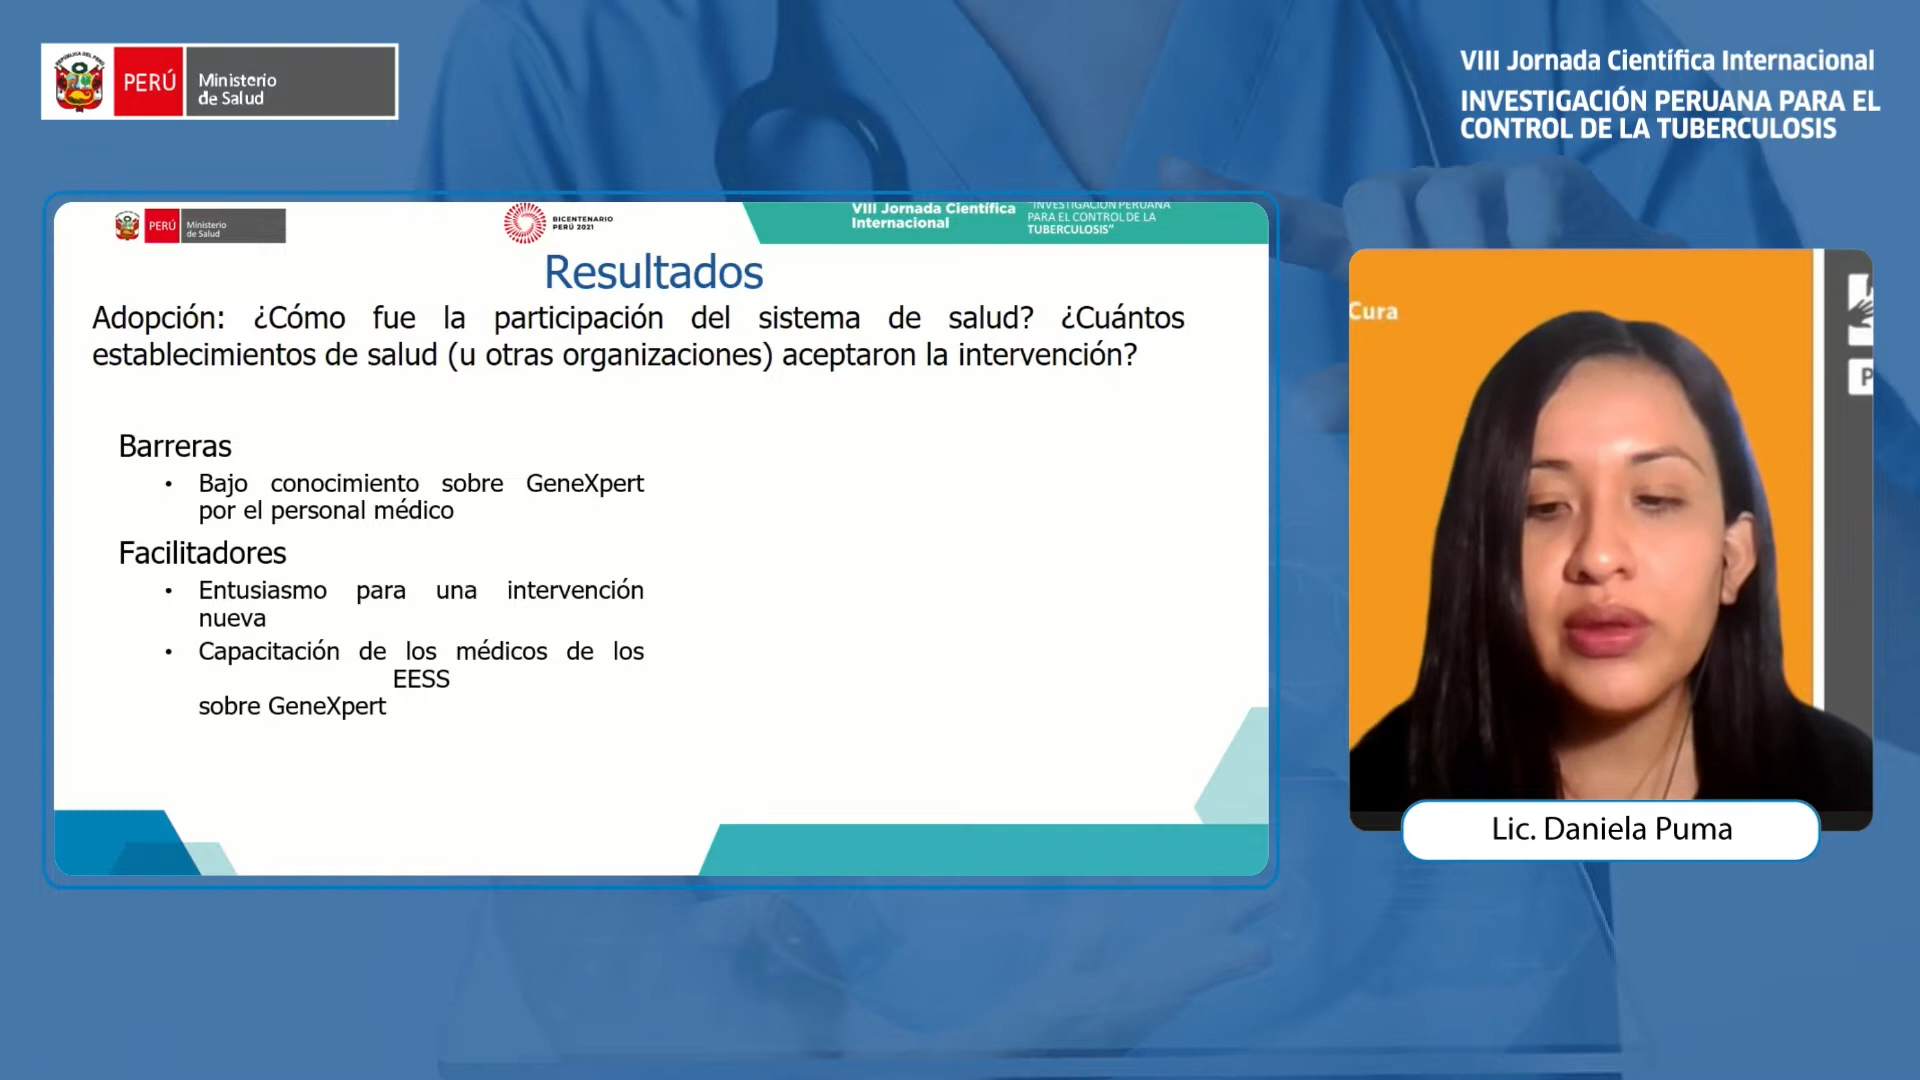 PERÚ
Ministerio
de Salud
VIII Jornada Científica Internacional
INVESTIGACIÓN PERUANA PARA EL
CONTROL DE LA TUBERCULOSIS
PERÚ
Ministerio
de Salud
BICENTENARIO
PERÚ 2021
VIII Jornada Científica
Internacional
"INVESTIGACIÓN PERUANA
PARA EL CONTROL DE LA
TUBERCULOSIS"
Resultados
Adopción: ¿Cómo fue la participación del sistema de salud? ¿Cuántos
establecimientos de salud (u otras organizaciones) aceptaron la intervención?
Barreras
• Bajo conocimiento sobre GeneXpert
por el personal médico
Facilitadores
• Entusiasmo para una intervención
nueva
• Capacitación de los médicos de los
EESS
sobre GeneXpert
Cura
P
Lic. Daniela Puma